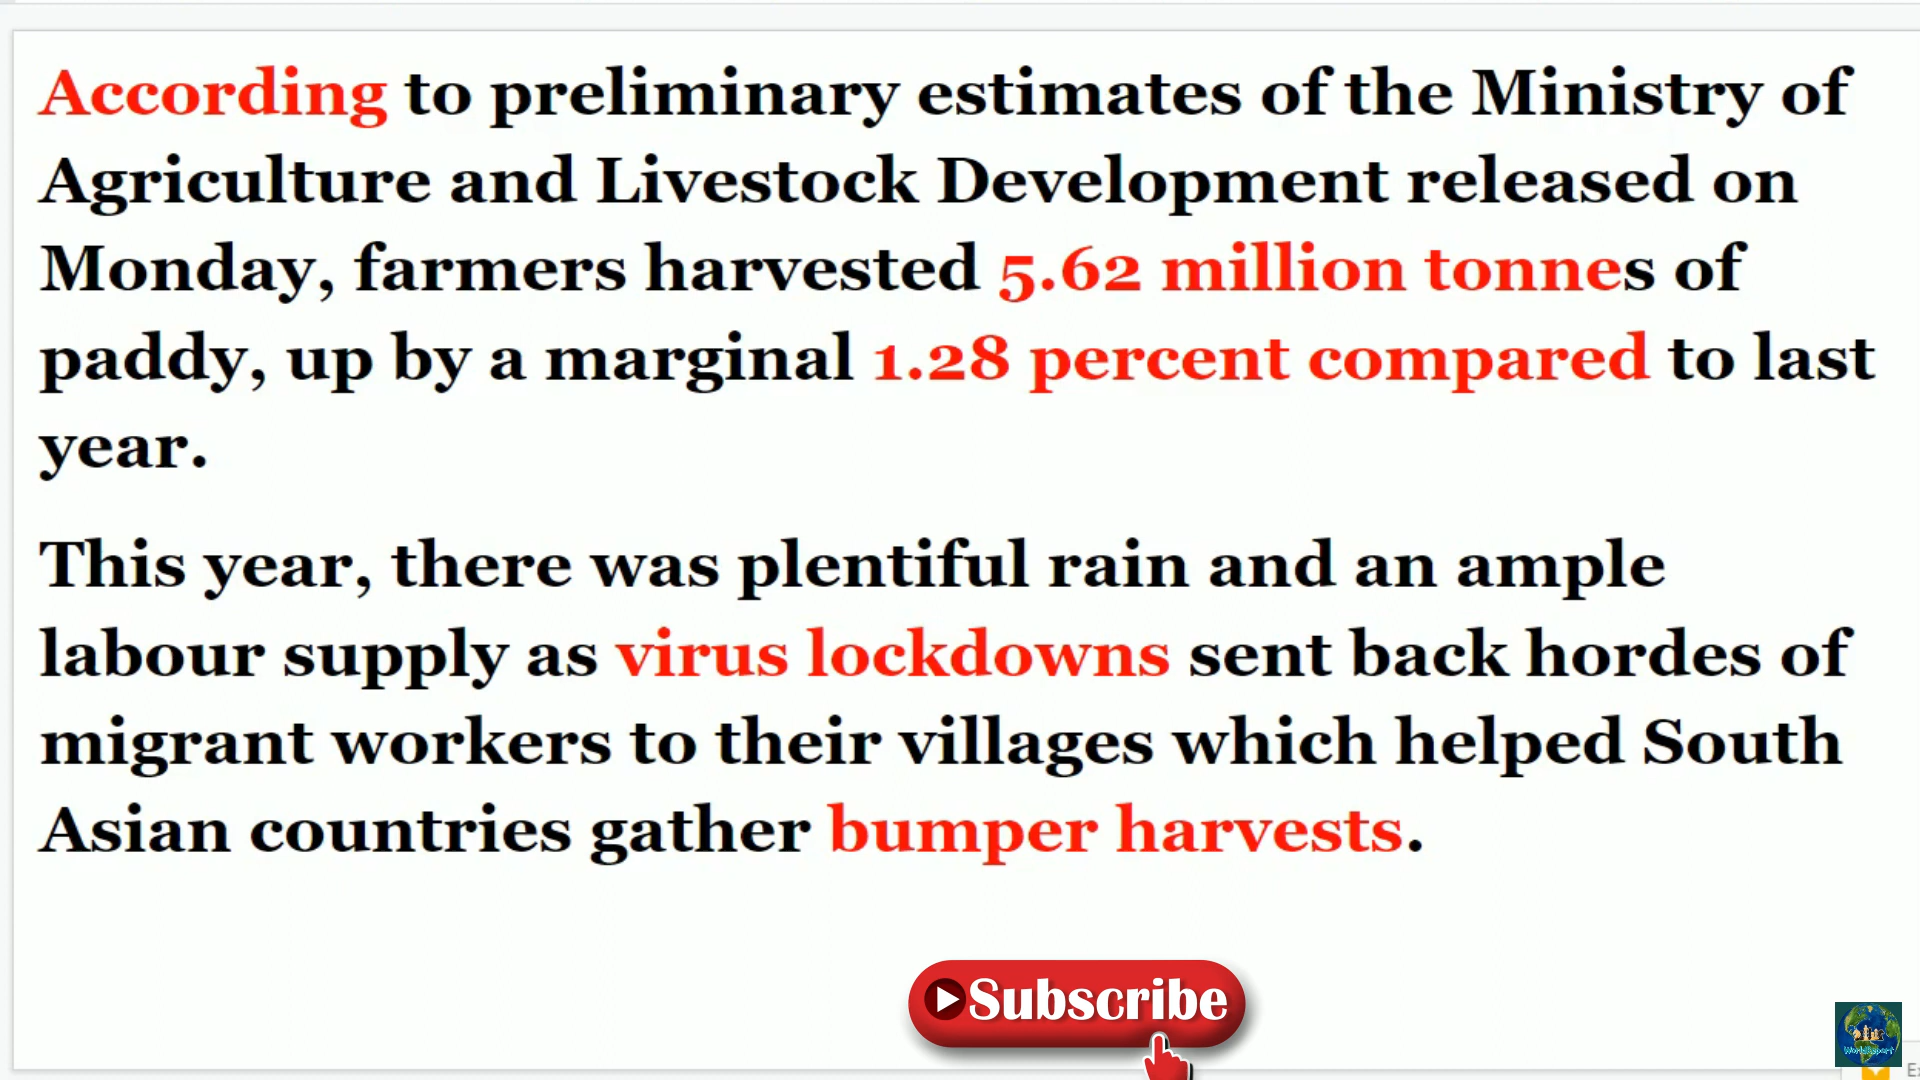 According to preliminary estimates of the Ministry of
Agriculture and Livestock Development released on
Monday, farmers harvested 5.62 million tonnes of
paddy, up by a marginal 1.28 percent compared to last
year.
This year, there was plentiful rain and an ample
labour supply as virus lockdowns sent back hordes of
migrant workers to their villages which helped South
Asian countries gather bumper harvests.
Subscribe